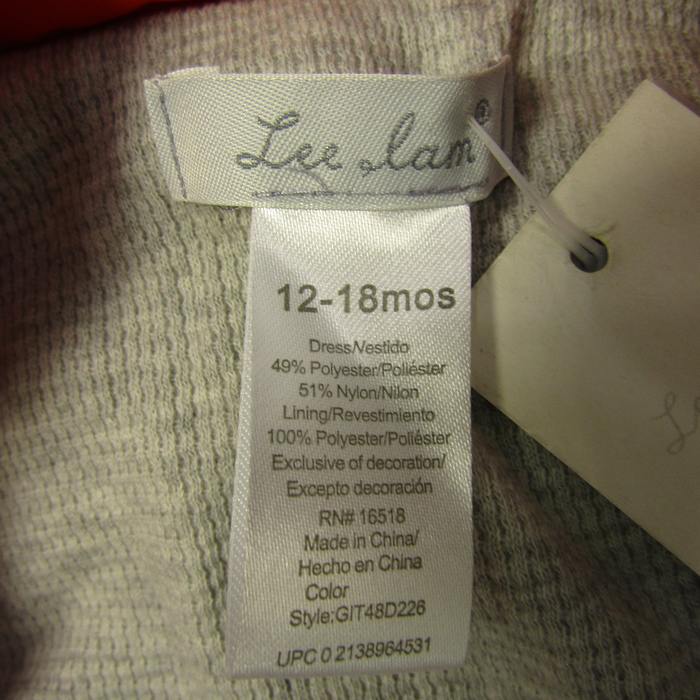 Lee Lam®
12-18mos
Dress/Vestido
49% Polyester/Poliéster
51% Nylon/Nilon
Lining/Revestimiento
100% Polyester/Poliéster
Exclusive of decoration/
Excepto decoración
RN# 16518
Made in China/
Hecho en China
Color
Style:GIT48D226
UPC 0 2138964531